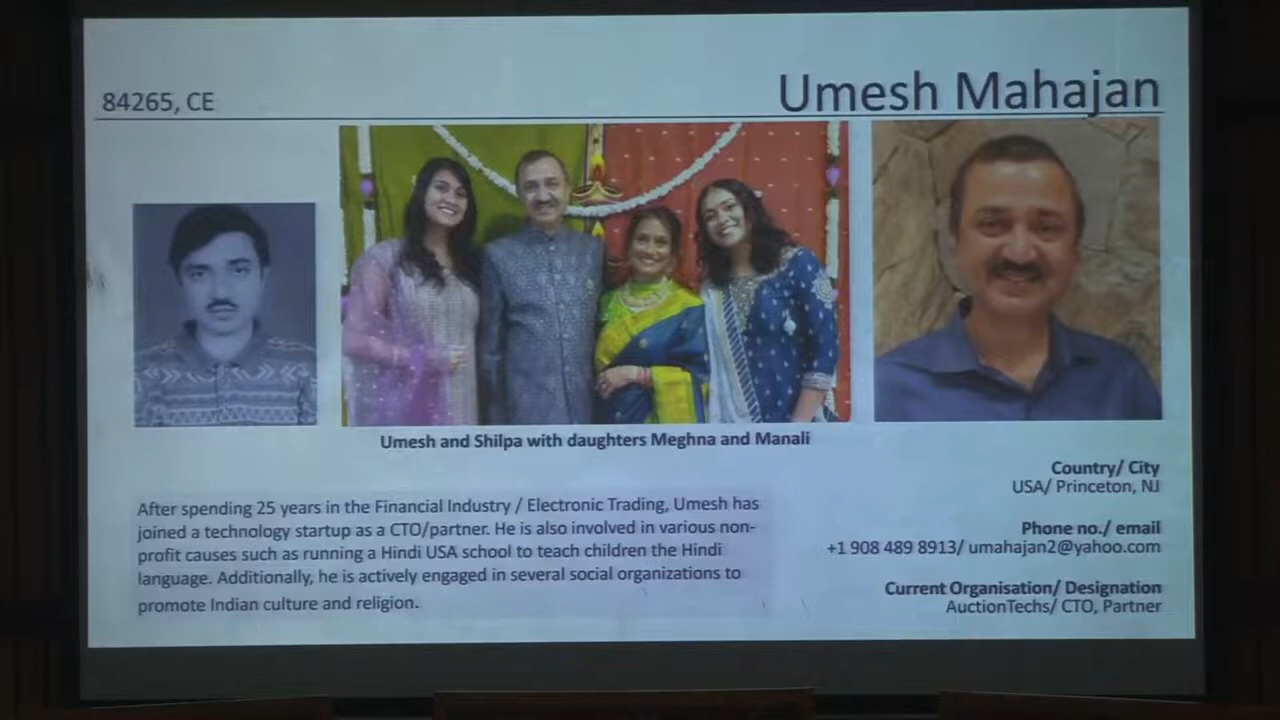 84265, CE
Umesh Mahajan
Umesh and Shilpa with daughters Meghna and Manali
After spending 25 years in the Financial Industry / Electronic Trading, Umesh has
joined a technology startup as a CTO/partner. He is also involved in various non-
profit causes such as running a Hindi USA school to teach children the Hindi
language. Additionally, he is actively engaged in several social organizations to
promote Indian culture and religion.
Country/ City
USA/ Princeton, NJ
Phone no./ email
+1 908 489 8913/ umahajan2@yahoo.com
Current Organisation/ Designation
AuctionTechs/ CTO, Partner